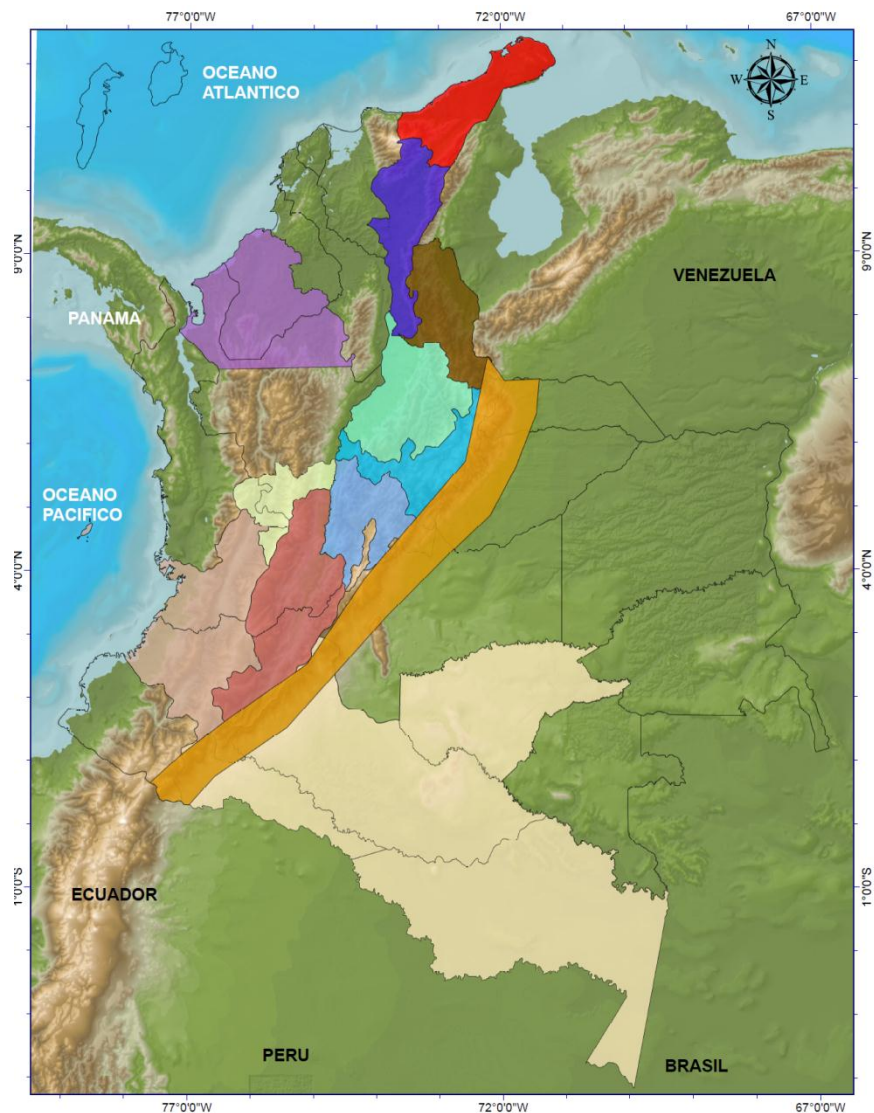 77°0'0"W
72°0'0"W
67°0'0"W
OCEANO
ATLANTICO
N
W
E
S
9°0'0"N
9°0'0"N
VENEZUELA
PANAMA
OCEANO
PACIFICO
4°0'0"N
4°0'0"N
1°0'0"S
1°0'0"S
ECUADOR
PERU
BRASIL
77°0'0"W
72°0'0"W
67°0'0"W